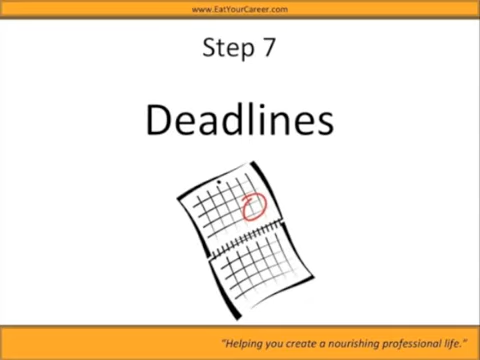 www.EatYourCareer.com
Step 7
Deadlines
"Helping you create a nourishing professional life."